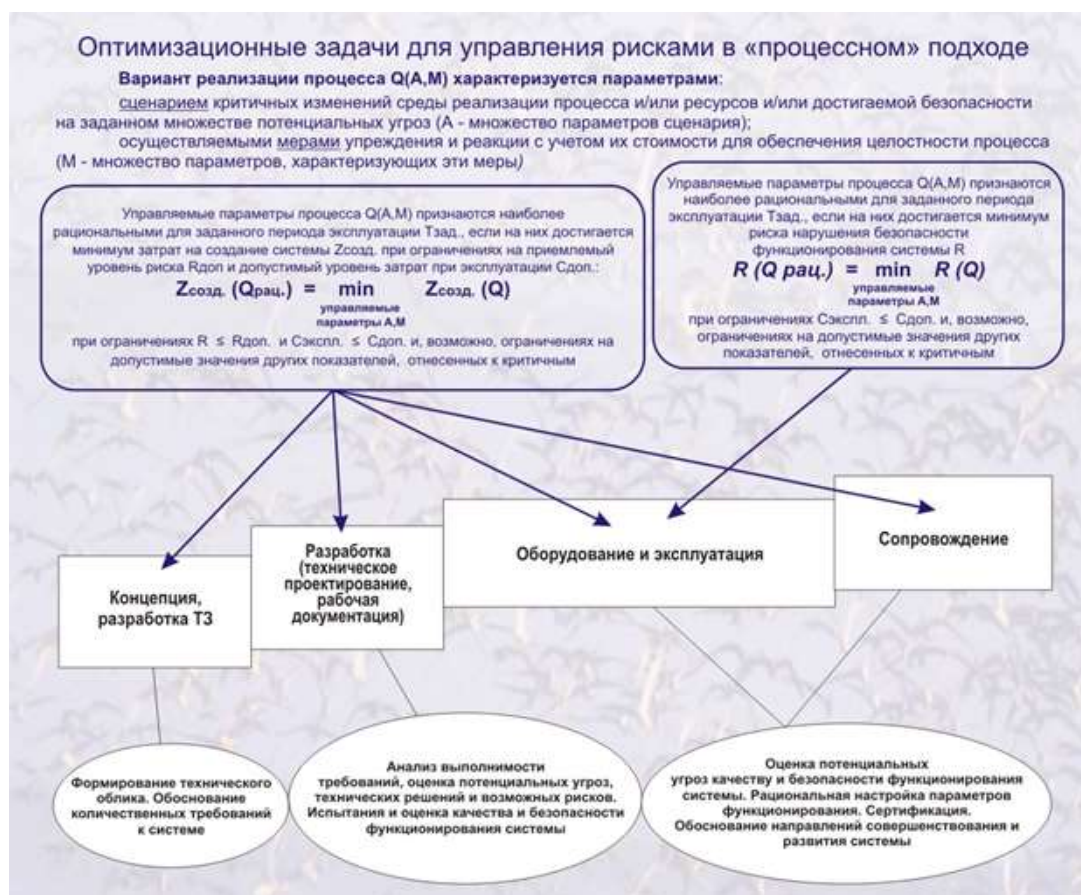 Оптимизационные задачи для управления рисками в «процессном» подходе
Вариант реализации процесса Q(A,M) характеризуется параметрами:
сценарием критичных изменений среды реализации процесса и/или ресурсов и/или достигаемой безопасности
на заданном множестве потенциальных угроз (А - множество параметров сценария);
осуществляемыми мерами упреждения и реакции с учетом их стоимости для обеспечения целостности процесса
(М - множество параметров, характеризующих эти меры)
Управляемые параметры процесса Q(A,M) признаются наиболее
рациональными для заданного периода эксплуатации Тзад., если на них достигается
минимум затрат на создание системы Zсозд. при ограничениях на приемлемый
уровень риска Rдоп и допустимый уровень затрат при эксплуатации Сдоп.:
Zсозд. (Qрац.) = min Zсозд. (Q)
управляемые
параметры А,М
при ограничениях R ≤ Rдоп. и Сэкспл. ≤ Сдоп. и, возможно, ограничениях на
допустимые значения других показателей, отнесенных к критичным
Управляемые параметры процесса Q(A,M) признаются
наиболее рациональными для заданного периода
эксплуатации Тзад., если на них достигается минимум
риска нарушения безопасности
функционирования системы R
R (Q рац.) = min R (Q)
управляемые
параметры А,М
при ограничениях Сэкспл. ≤ Сдоп. и, возможно,
ограничениях на допустимые значения других
показателей, отнесенных к критичным
Концепция,
разработка ТЗ
Разработка
(техническое
проектирование,
рабочая
документация)
Оборудование и эксплуатация
Сопровождение
Формирование технического
облика. Обоснование
количественных требований
к системе
Анализ выполнимости
требований, оценка потенциальных угроз,
технических решений и возможных рисков.
Испытания и оценка качества и безопасности
функционирования системы
Оценка потенциальных
угроз качеству и безопасности функционирования
системы. Рациональная настройка параметров
функционирования. Сертификация.
Обоснование направлений совершенствования и
развития системы